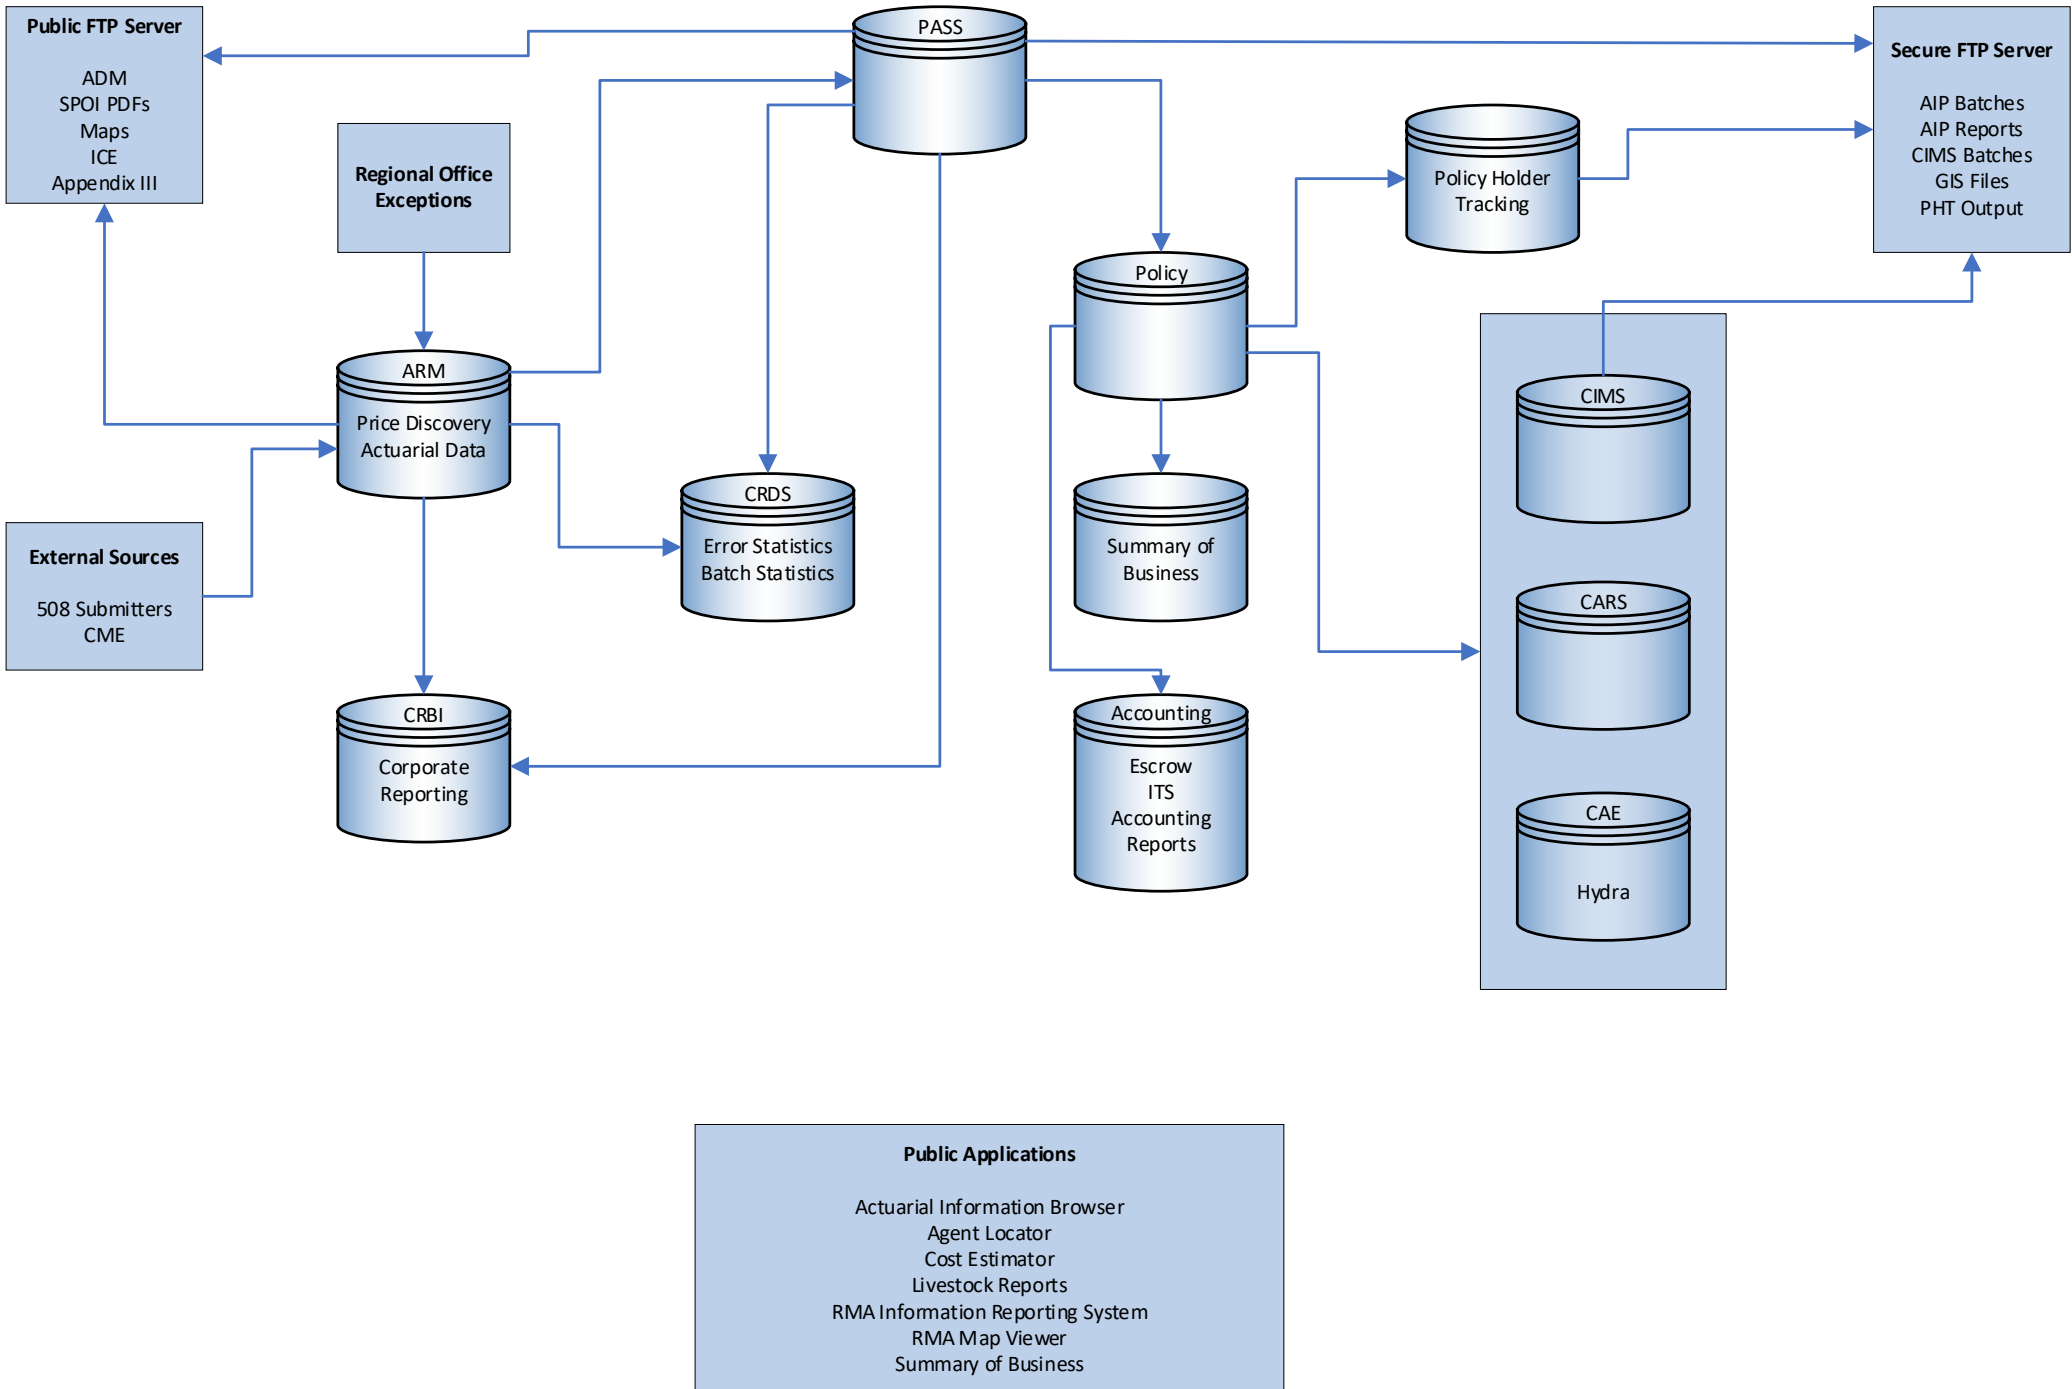 Public FTP Server
ADM
SPOI PDFs
Maps
ICE
Appendix III
PASS
Secure FTP Server
AIP Batches
AIP Reports
CIMS Batches
GIS Files
PHT Output
Regional Office
Exceptions
Policy Holder
Tracking
Policy
ARM
Price Discovery
Actuarial Data
CIMS
CRDS
Error Statistics
Batch Statistics
Summary of
Business
External Sources
508 Submitters
CME
CARS
CRBI
Corporate
Reporting
Accounting
Escrow
ITS
Accounting
Reports
CAE
Hydra
Public Applications
Actuarial Information Browser
Agent Locator
Cost Estimator
Livestock Reports
RMA Information Reporting System
RMA Map Viewer
Summary of Business